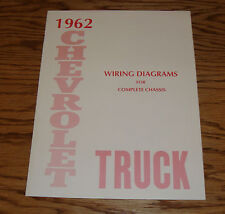 1962
CHEVROLET
WIRING DIAGRAMS
FOR
COMPLETE CHASSIS
TRUCK